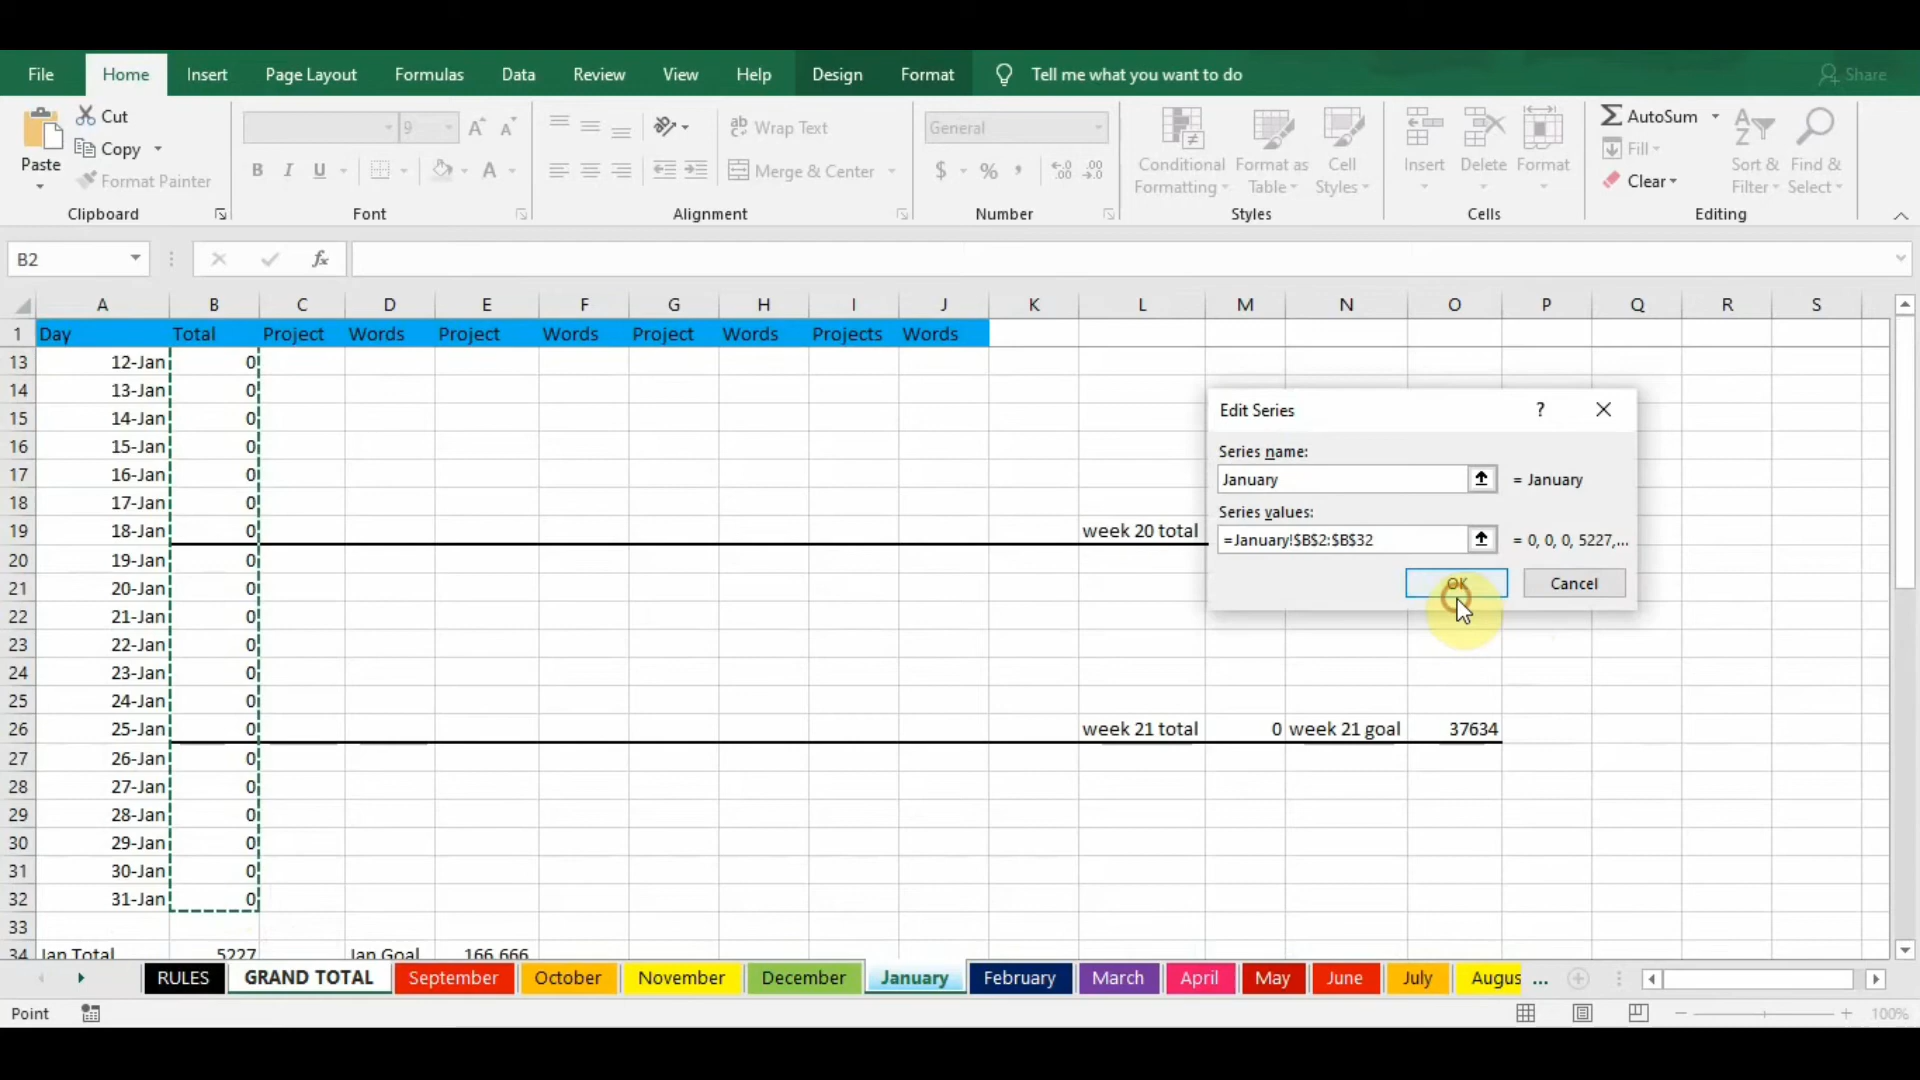 File Home Insert Page Layout Formulas Data Review View Help Design Format Tell me what you want to do Share
Paste Cut Copy Format Painter Clipboard
9 B I U A Font
Wrap Text Merge & Center Alignment
General $ % , Number
Conditional Formatting Format as Table Cell Styles Styles
Insert Delete Format Cells
AutoSum Fill Clear Sort & Filter Find & Select Editing
B2 fx
A B C D E F G H I J K L M N O P Q R S
1 Day Total Project Words Project Words Project Words Projects Words
13 12-Jan 0
14 13-Jan 0
15 14-Jan 0
16 15-Jan 0
17 16-Jan 0
18 17-Jan 0
19 18-Jan 0 week 20 total
20 19-Jan 0
21 20-Jan 0
22 21-Jan 0
23 22-Jan 0
24 23-Jan 0
25 24-Jan 0
26 25-Jan 0 week 21 total 0 week 21 goal 37634
27 26-Jan 0
28 27-Jan 0
29 28-Jan 0
30 29-Jan 0
31 30-Jan 0
32 31-Jan 0
33
34 Jan Total 5227 Jan Goal 166,666
Edit Series ? ×
Series name:
January = January
Series values:
=January!$B$2:$B$32 = 0, 0, 0, 5227,...
OK Cancel
RULES GRAND TOTAL September October November December January February March April May June July Augus ...
Point 100%